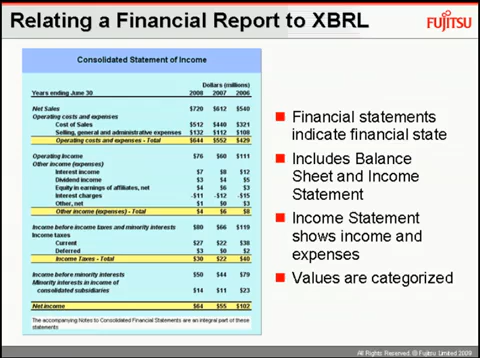 Relating a Financial Report to XBRL
FUJITSU
Consolidated Statement of Income
Dollars (millions)
Years ending June 30 2008 2007 2006
Net Sales $720 $612 $540
Operating costs and expenses
Cost of Sales $512 $440 $321
Selling, general and administrative expenses $132 $112 $108
Operating costs and expenses - Total $644 $552 $429
Operating Income $76 $60 $111
Other income (expenses)
Interest income $7 $8 $12
Dividend income $3 $4 $5
Equity in earnings of affiliates, net $4 $6 $3
Interest charges -$11 -$12 -$15
Other, net $1 $0 $3
Other income (expenses) - Total $4 $6 $8
Income before income taxes and minority interests $80 $66 $119
Income taxes
Current $27 $22 $38
Deferred $3 $0 $2
Income Taxes - Total $30 $22 $40
Income before minority interests $50 $44 $79
Minority interests in income of
consolidated subsidiaries $14 $11 $23
Net income $64 $55 $102
The accompanying Notes to Consolidated Financial Statements are an integral part of these
statements
Financial statements
indicate financial state
Includes Balance
Sheet and Income
Statement
Income Statement
shows income and
expenses
Values are categorized
All Rights Reserved. © Fujitsu Limited 2009